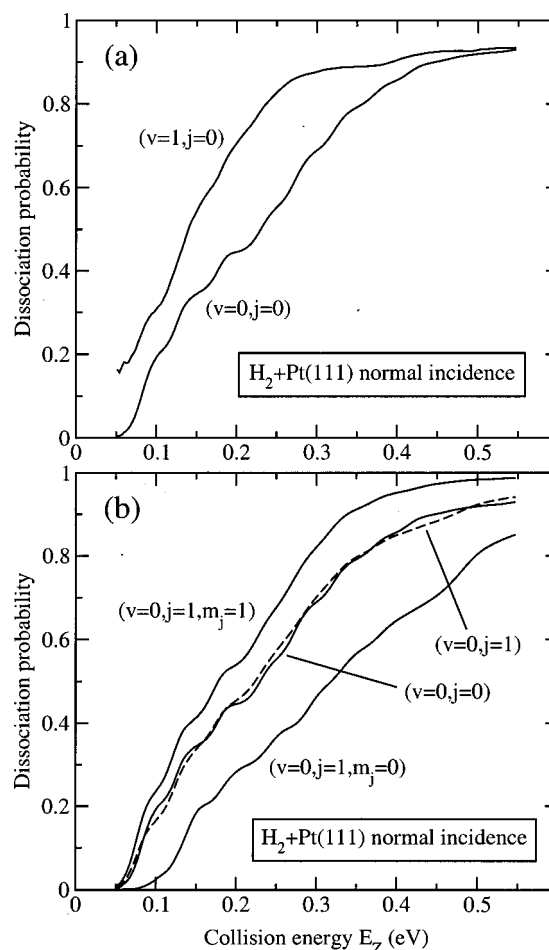 1
(a)
0.8
(v=1,j=0)
0.6
Dissociation probability
0.4
(v=0,j=0)
0.2
H₂+Pt(111) normal incidence
0
0 0.1 0.2 0.3 0.4 0.5
1
(b)
0.8
(v=0,j=1,mⱼ=1)
0.6
(v=0,j=1)
Dissociation probability
(v=0,j=0)
0.4
(v=0,j=1,mⱼ=0)
0.2
H₂+Pt(111) normal incidence
0
0 0.1 0.2 0.3 0.4 0.5
Collision energy E_Z (eV)